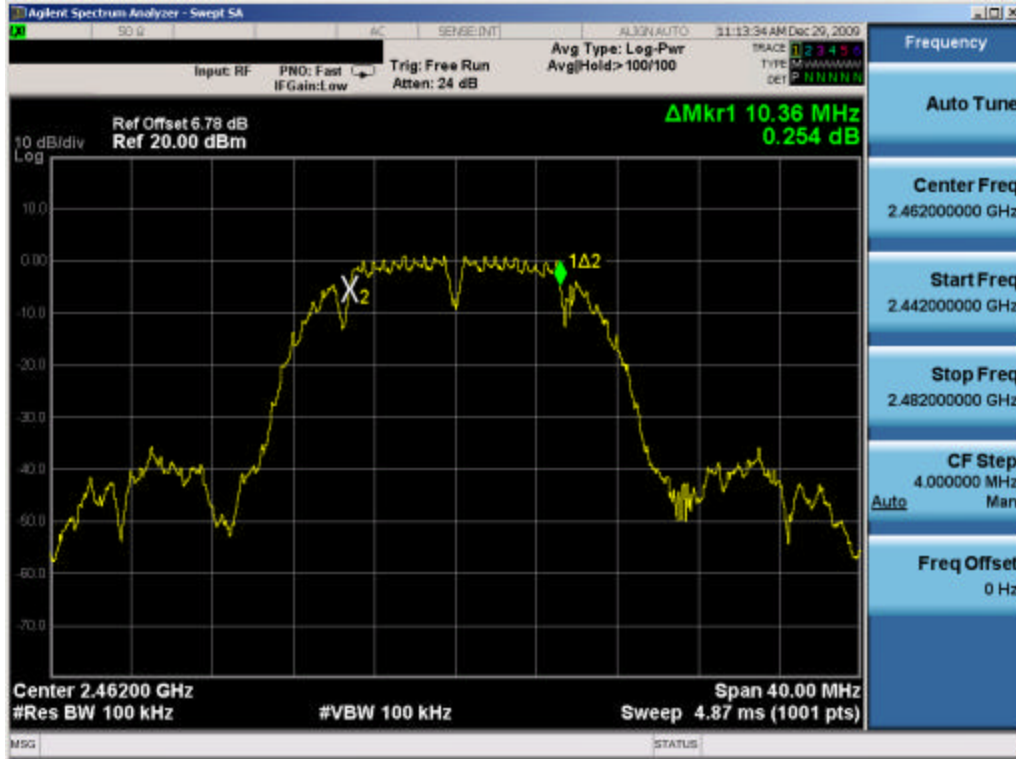 Agilent Spectrum Analyzer - Swept SA
LXI
50 Ω
AC
SENSE:INT
ALIGN AUTO
11:13:34 AM Dec 29, 2009
Input: RF
PNO: Fast
IFGain:Low
Trig: Free Run
Atten: 24 dB
Avg Type: Log-Pwr
Avg|Hold:>100/100
TRACE 1 2 3 4 5 6
TYPE M WWWWW
DET P N N N N N
ΔMkr1 10.36 MHz
0.254 dB
Ref Offset 6.78 dB
10 dB/div Ref 20.00 dBm
Log
10.0
0.00
-10.0
-20.0
-30.0
-40.0
-50.0
-60.0
-70.0
X2
1Δ2
Center 2.46200 GHz
Span 40.00 MHz
#Res BW 100 kHz
#VBW 100 kHz
Sweep 4.87 ms (1001 pts)
MSG
STATUS
Frequency
Auto Tune
Center Freq
2.462000000 GHz
Start Freq
2.442000000 GHz
Stop Freq
2.482000000 GHz
CF Step
4.000000 MHz
Auto Man
Freq Offset
0 Hz